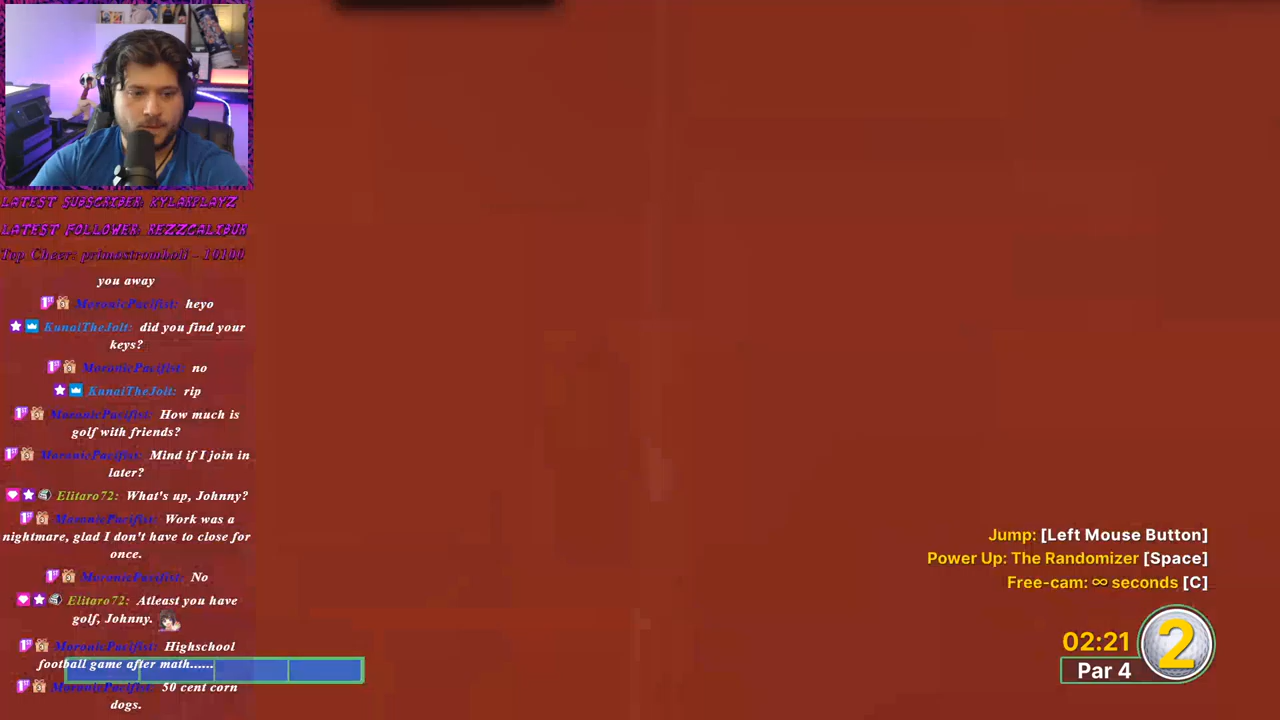 LATEST SUBSCRIBER: KYLARPLAYZ
LATEST FOLLOWER: REZZCALIBUR
Top Cheer: primostromboli - 10100
you away
MoronicPacifist: heyo
KunaiTheJolt: did you find your
keys?
MoronicPacifist: no
KunaiTheJolt: rip
MoronicPacifist: How much is
golf with friends?
MoronicPacifist: Mind if I join in
later?
Elitaro72: What's up, Johnny?
MoronicPacifist: Work was a
nightmare, glad I don't have to close for
once.
MoronicPacifist: No
Elitaro72: Atleast you have
golf, Johnny.
MoronicPacifist: Highschool
football game after math......
MoronicPacifist: 50 cent corn
dogs.
Jump: [Left Mouse Button]
Power Up: The Randomizer [Space]
Free-cam: ∞ seconds [C]
02:21
2
Par 4